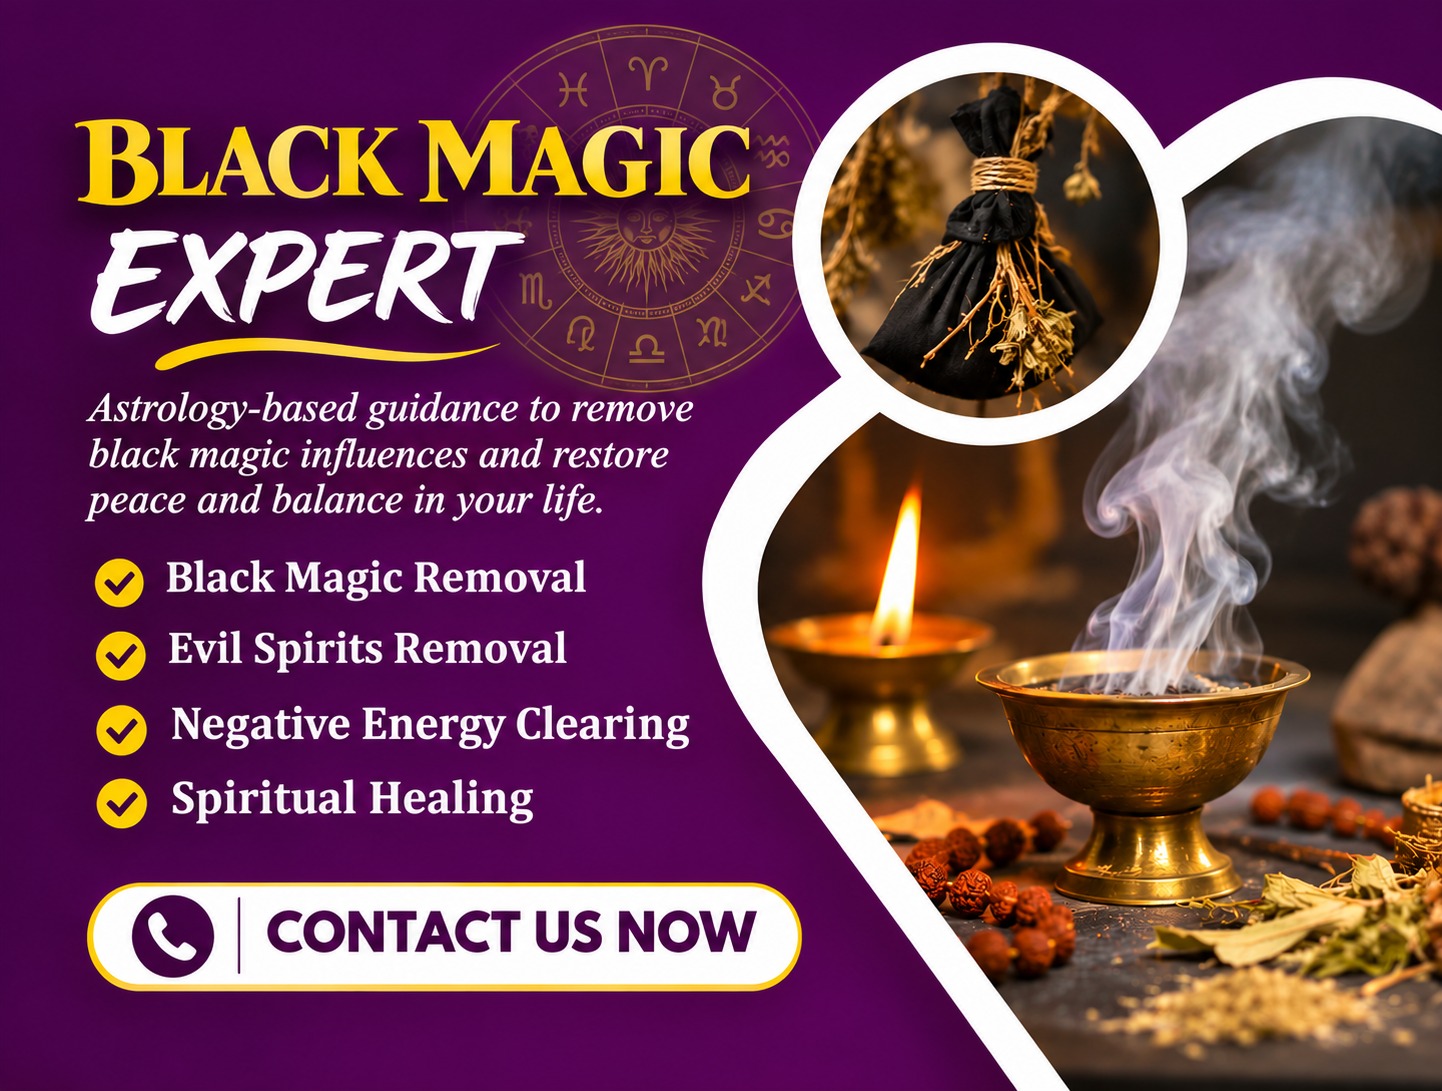 BLACK MAGIC
EXPERT
Astrology-based guidance to remove
black magic influences and restore
peace and balance in your life.
Black Magic Removal
Evil Spirits Removal
Negative Energy Clearing
Spiritual Healing
CONTACT US NOW